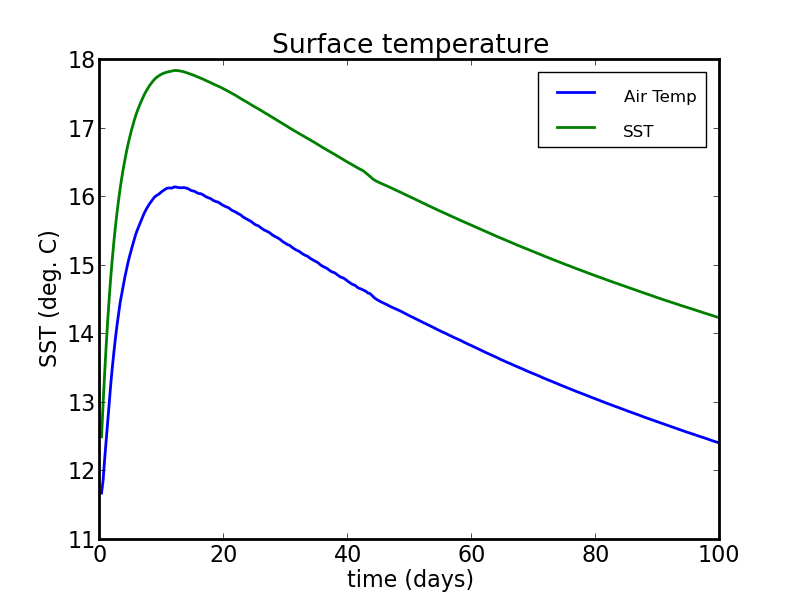 Surface temperature
Air Temp
SST
SST (deg. C)
18
17
16
15
14
13
12
11
0 20 40 60 80 100
time (days)